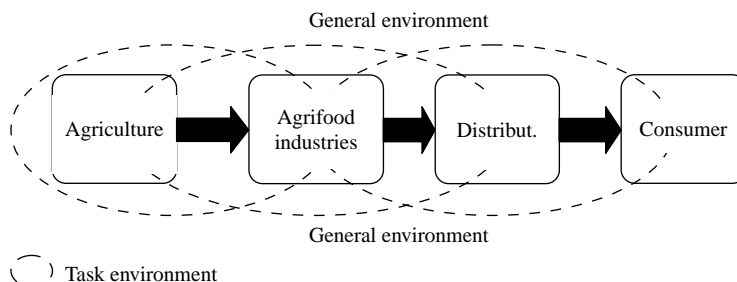 General environment
Agriculture
Agrifood
industries
Distribut.
Consumer
General environment
Task environment